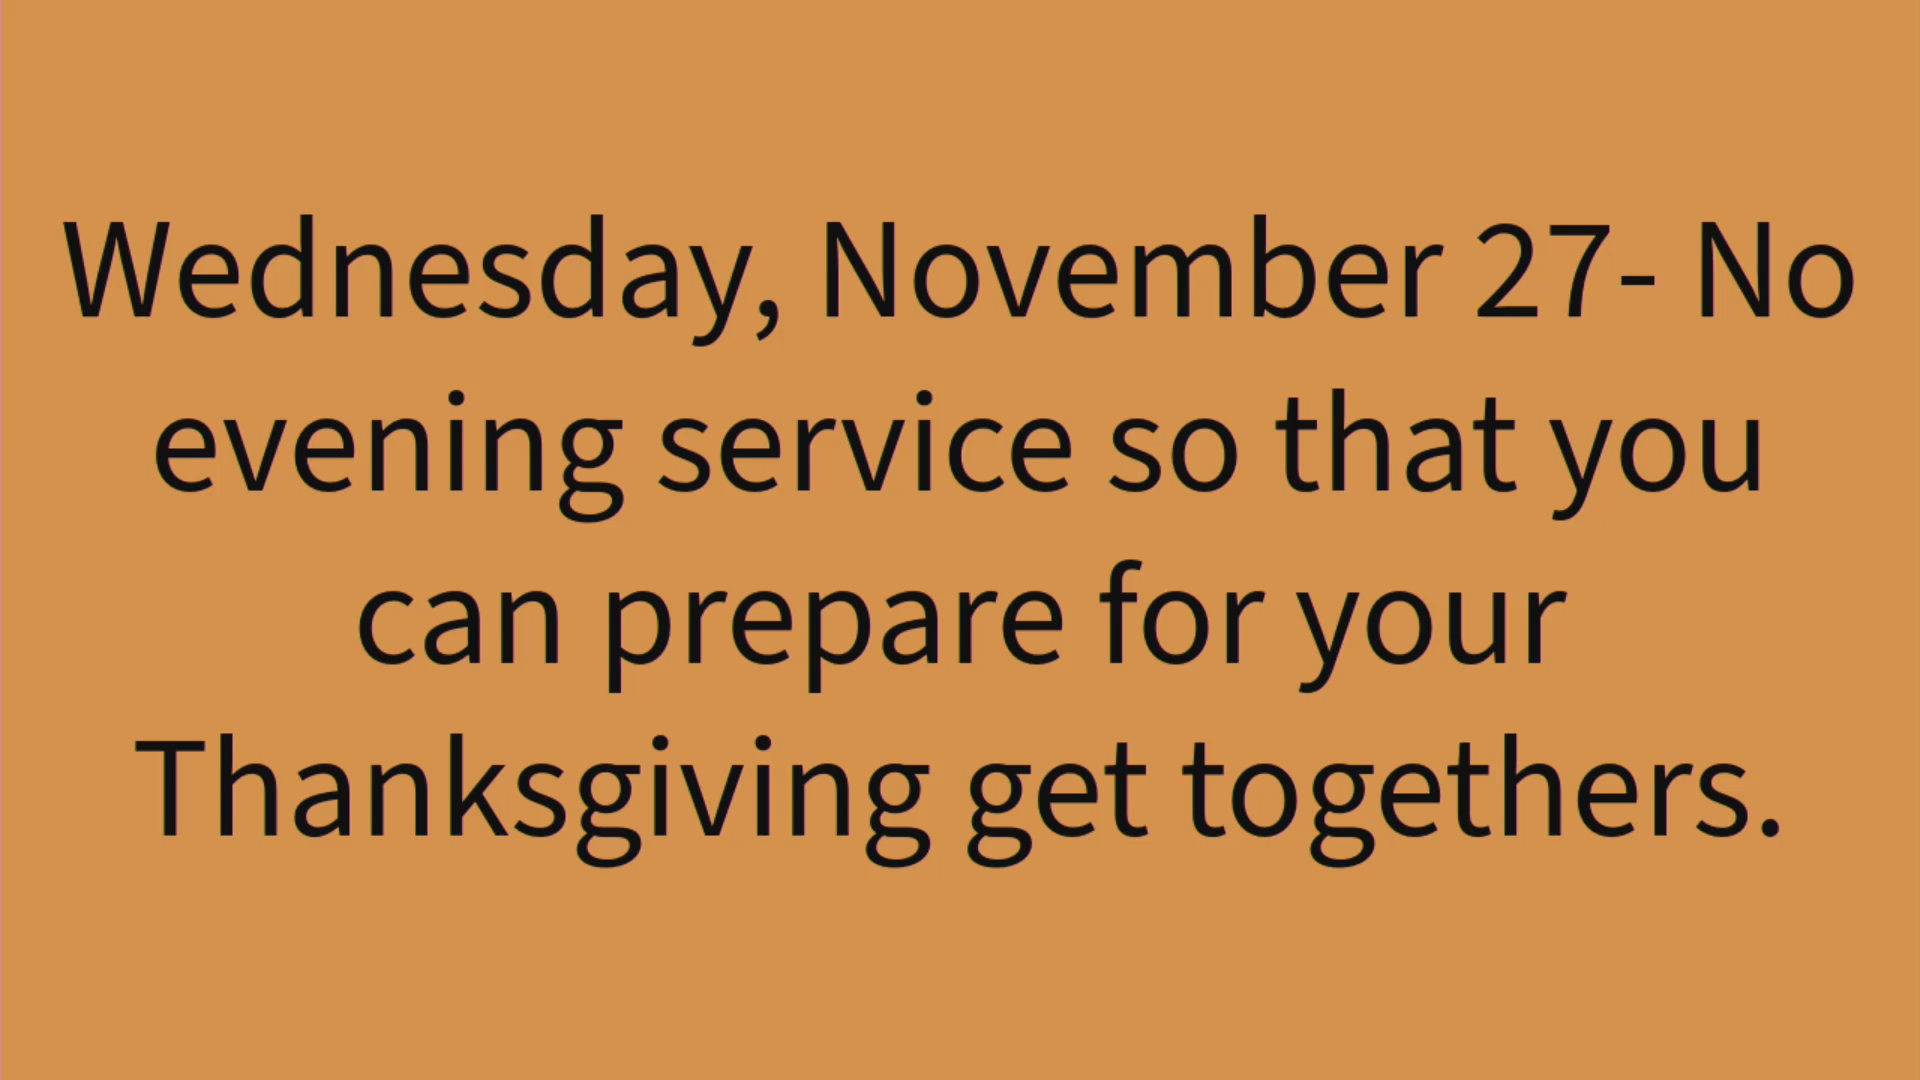 Wednesday, November 27- No
evening service so that you
can prepare for your
Thanksgiving get togethers.